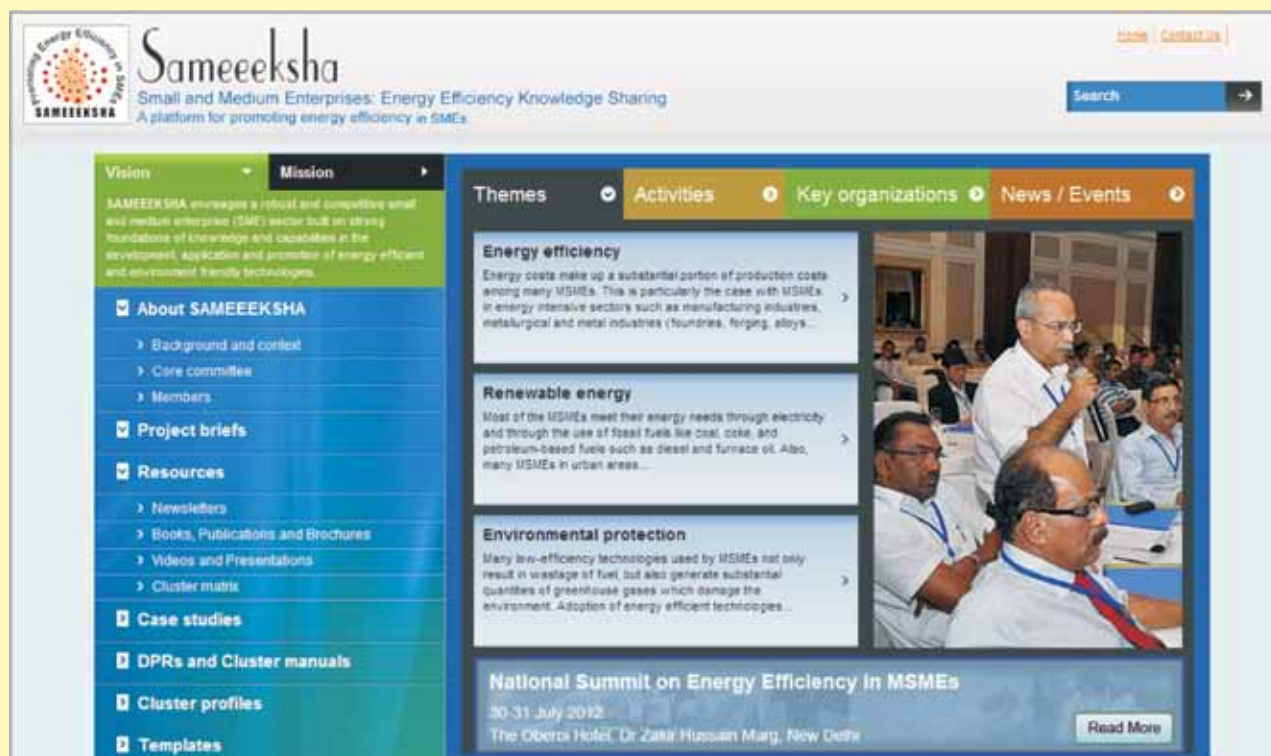 Promoting Energy Efficiency in SMEs
SAMEEEKSHA
Sameeeksha
Small and Medium Enterprises: Energy Efficiency Knowledge Sharing
A platform for promoting energy efficiency in SMEs
Home | Contact Us |
Search
Vision
Mission
SAMEEEKSHA envisages a robust and competitive small
and medium enterprise (SME) sector built on strong
foundations of knowledge and capabilities in the
development, application and promotion of energy efficient
and environment friendly technologies.
About SAMEEEKSHA
Background and context
Core committee
Members
Project briefs
Resources
Newsletters
Books, Publications and Brochures
Videos and Presentations
Cluster matrix
Case studies
DPRs and Cluster manuals
Cluster profiles
Templates
Themes
Activities
Key organizations
News / Events
Energy efficiency
Energy costs make up a substantial portion of production costs
among many MSMEs. This is particularly the case with MSMEs
in energy intensive sectors such as manufacturing industries,
metallurgical and metal industries (foundries, forging, alloys...
Renewable energy
Most of the MSMEs meet their energy needs through electricity
and through the use of fossil fuels like coal, coke, and
petroleum-based fuels such as diesel and furnace oil. Also,
many MSMEs in urban areas...
Environmental protection
Many low-efficiency technologies used by MSMEs not only
result in wastage of fuel, but also generate substantial
quantities of greenhouse gases which damage the
environment. Adoption of energy efficient technologies...
National Summit on Energy Efficiency in MSMEs
30-31 July 2012
The Oberoi Hotel, Dr Zakir Hussain Marg, New Delhi
Read More